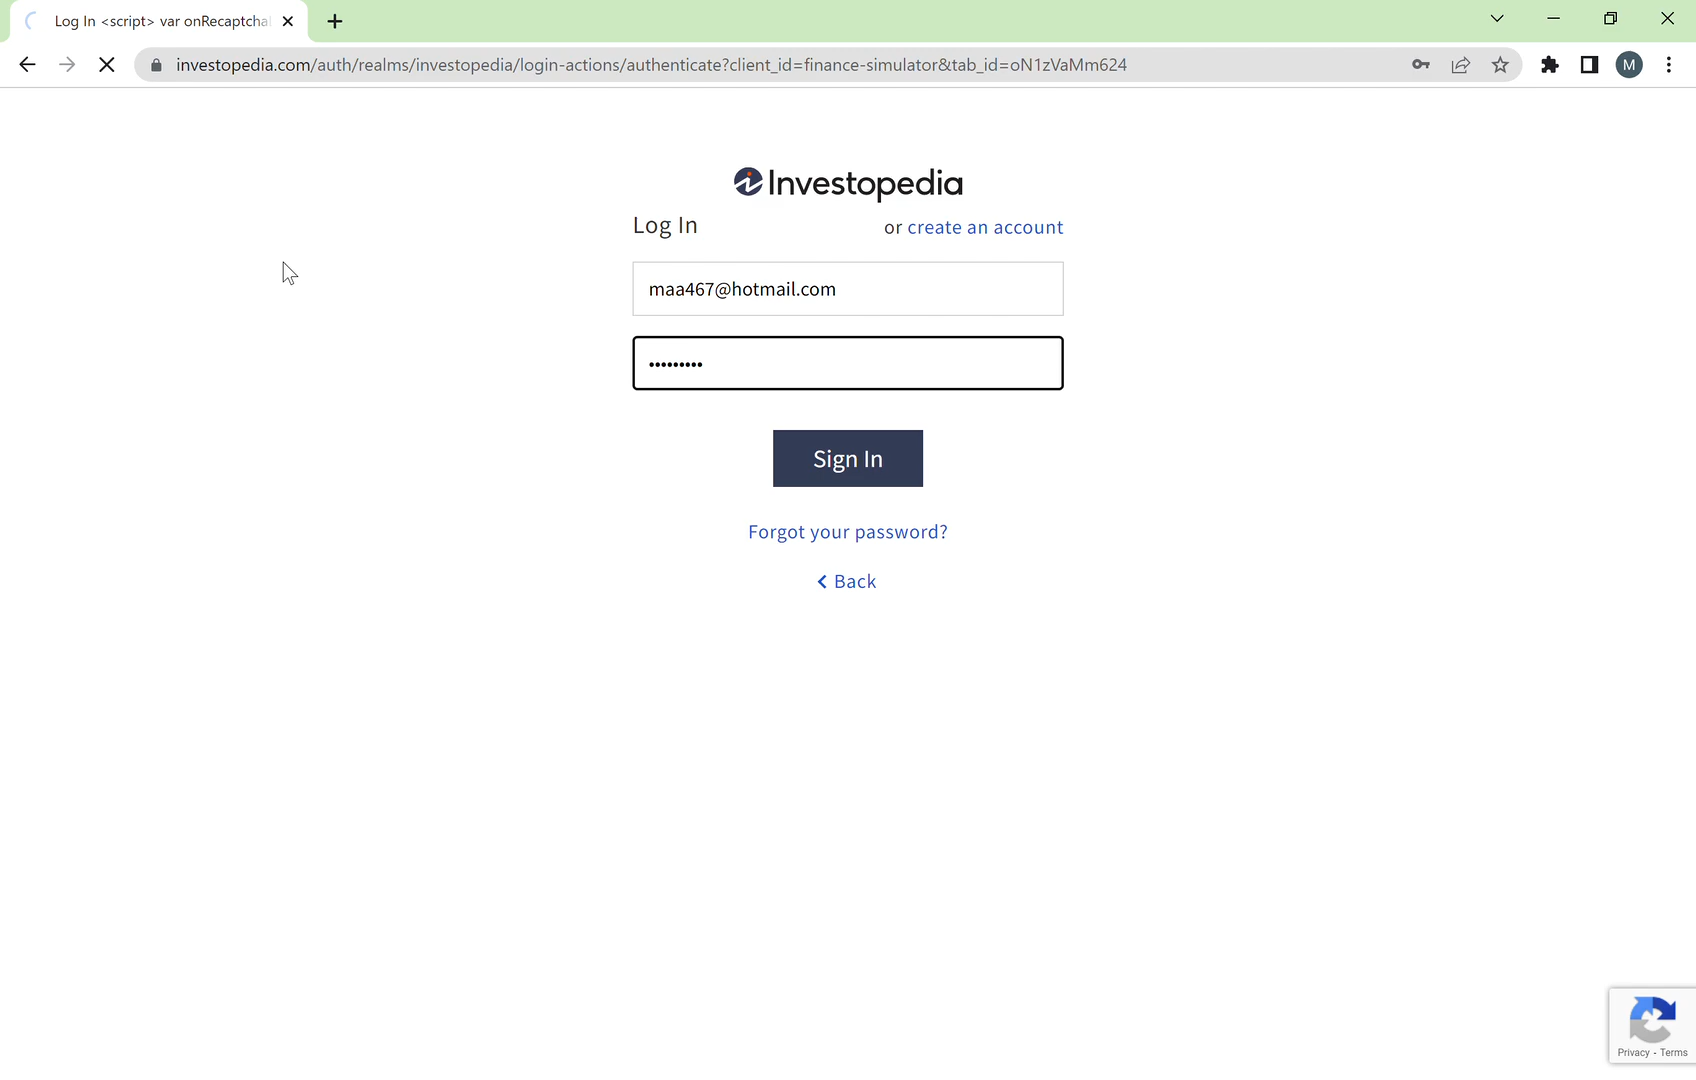 Log In <script> var onRecaptcha
investopedia.com/auth/realms/investopedia/login-actions/authenticate?client_id=finance-simulator&tab_id=oN1zVaMm624
M
Investopedia
Log In
or create an account
maa467@hotmail.com
•••••••••
Sign In
Forgot your password?
Back
Privacy - Terms